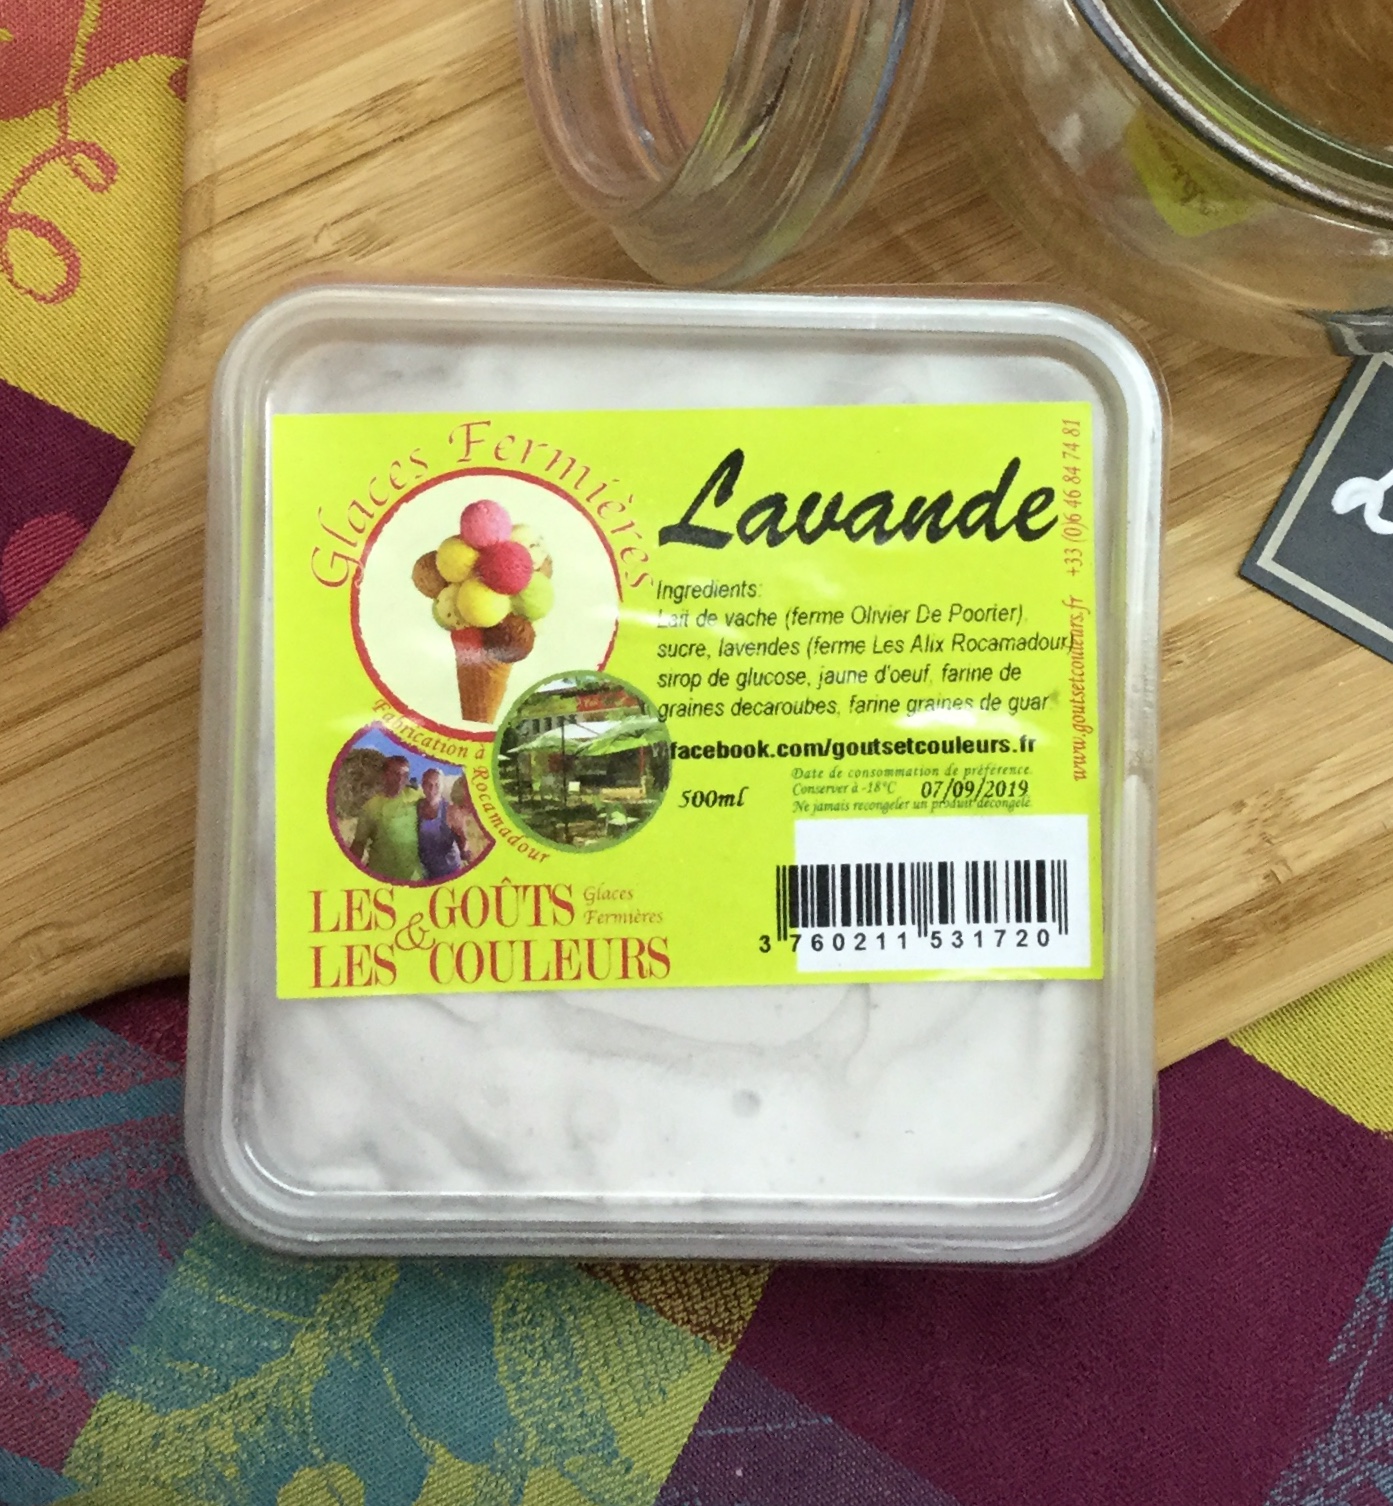 Glaces Fermières
Lavande
Ingredients:
Lait de vache (ferme Olivier De Poorter),
sucre, lavendes (ferme Les Alix Rocamadour),
sirop de glucose, jaune d'oeuf, farine de
graines decaroubes, farine graines de guar.
facebook.com/goutsetcouleurs.fr
500ml
Date de consommation de préférence.
Conserver à -18°C 07/09/2019
Ne jamais recongeler un produit décongelé.
Fabrication à Rocamadour
LES GOÛTS
&
LES COULEURS
Glaces
Fermières
3 760211 531720
www.goutsetcouleurs.fr +33 (0)6 46 84 74 81